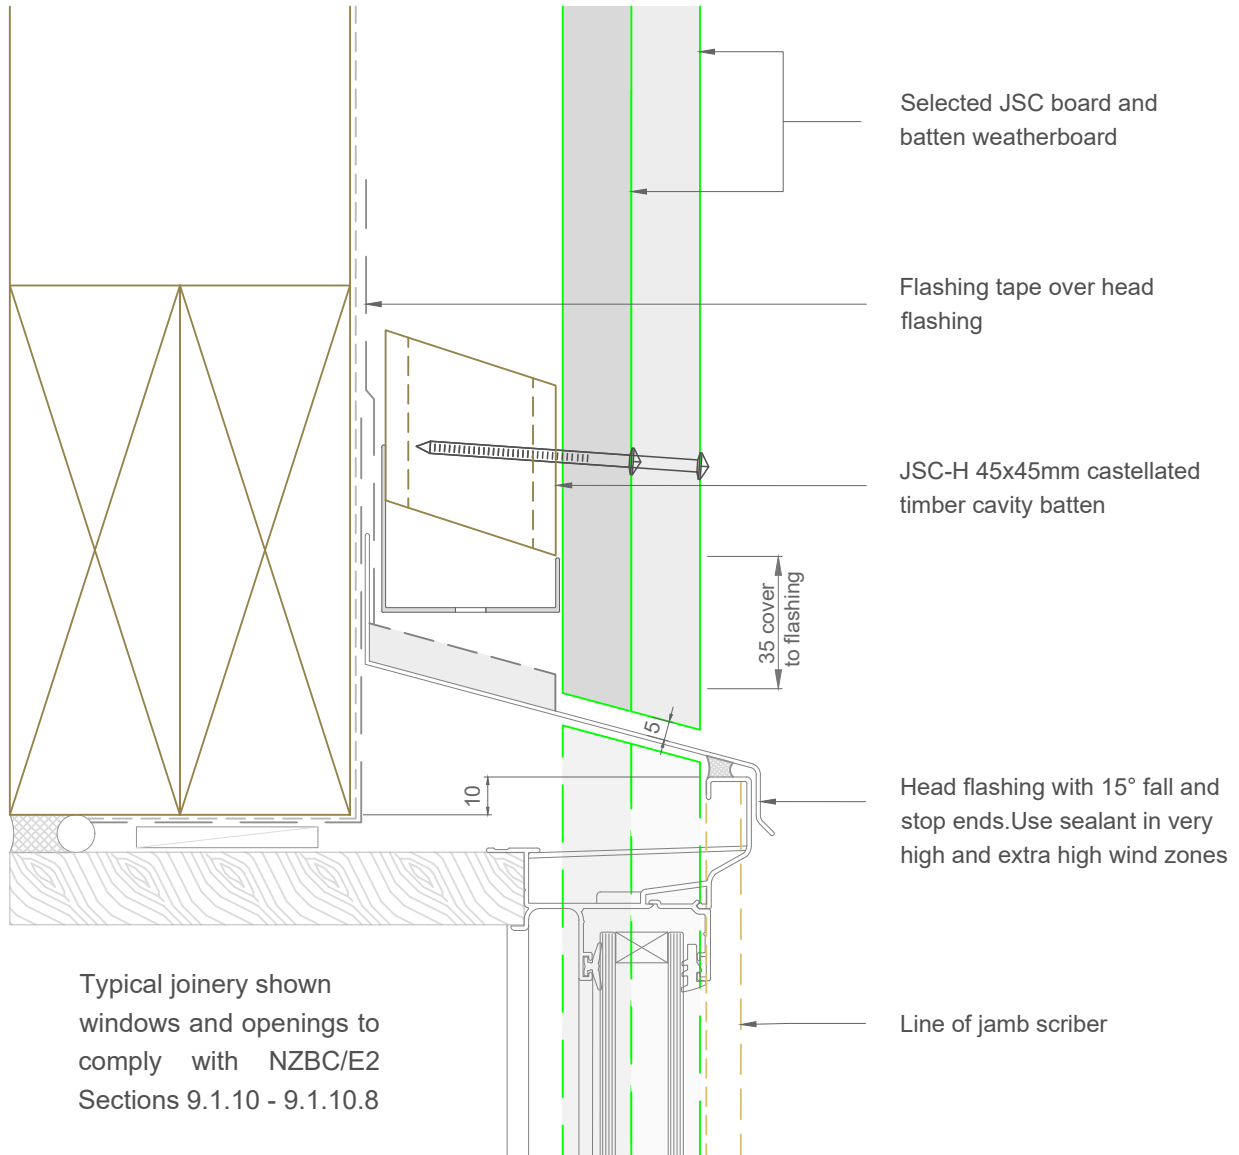 Selected JSC board and
batten weatherboard
Flashing tape over head
flashing
JSC-H 45x45mm castellated
timber cavity batten
35 cover
to flashing
5
10
Head flashing with 15° fall and
stop ends.Use sealant in very
high and extra high wind zones
Typical joinery shown
windows and openings to
comply with NZBC/E2
Sections 9.1.10 - 9.1.10.8
Line of jamb scriber